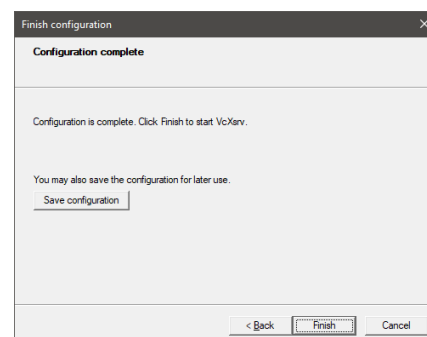 Finish configuration
Configuration complete
Configuration is complete. Click Finish to start VcXsrv.
You may also save the configuration for later use.
Save configuration
< Back
Finish
Cancel